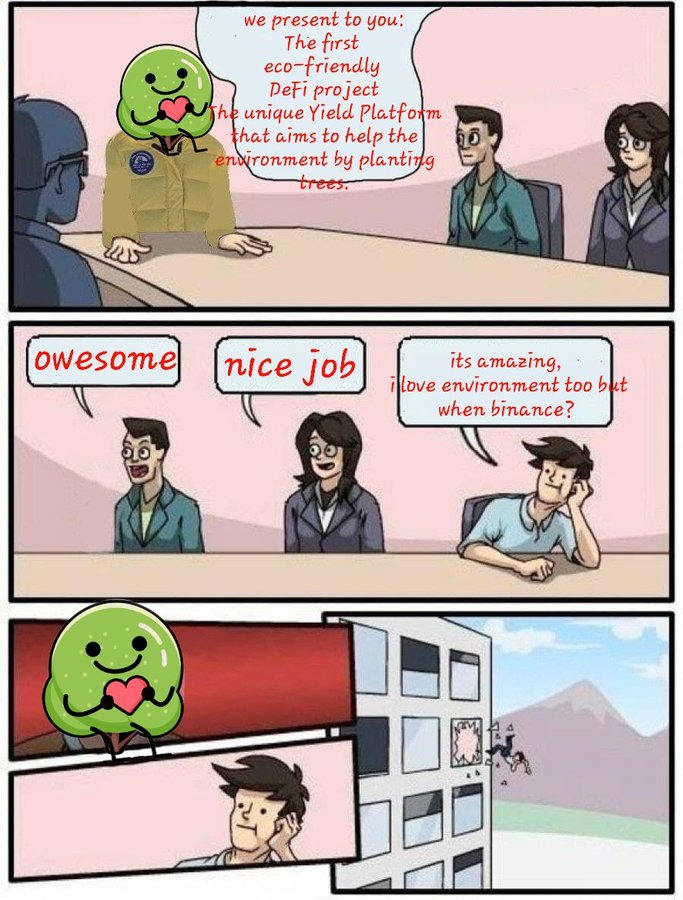 we present to you:
The first
eco-friendly
DeFi project
The unique Yield Platform
that aims to help the
environment by planting
trees.
owesome
nice job
its amazing,
i love environment too but
when binance?